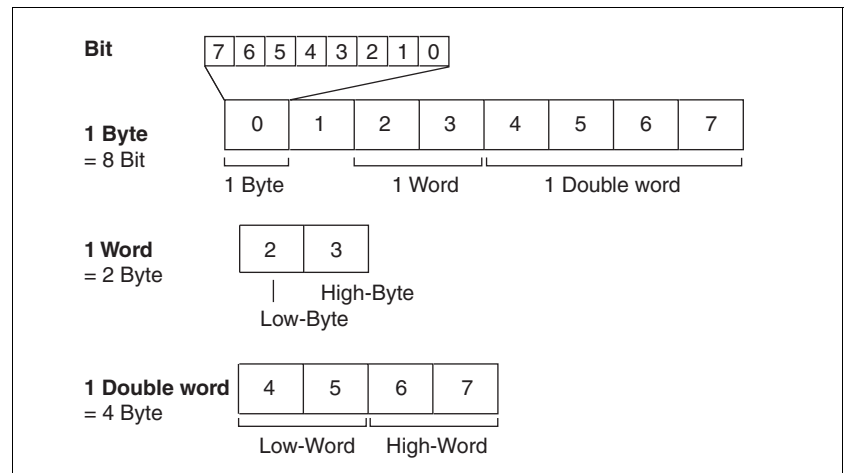 Bit 7 6 5 4 3 2 1 0
1 Byte 0 1 2 3 4 5 6 7
= 8 Bit
1 Byte 1 Word 1 Double word
1 Word 2 3
= 2 Byte
High-Byte
Low-Byte
1 Double word 4 5 6 7
= 4 Byte
Low-Word High-Word